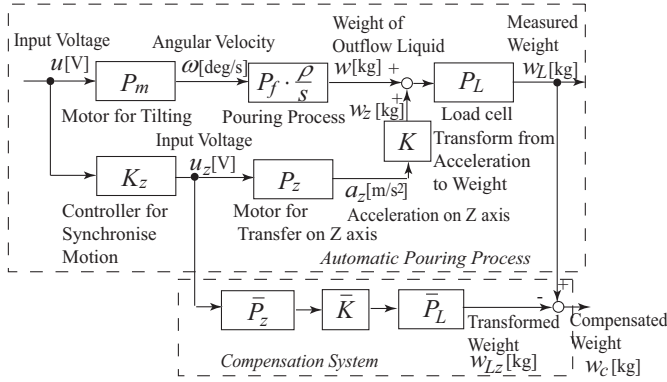 Input Voltage
u[V]
Angular Velocity
ω[deg/s]
Weight of
Outflow Liquid
w[kg]
+
Measured
Weight
w_L[kg]
P_m
P_f · ρ/s
P_L
+
Motor for Tilting
Pouring Process
w_z[kg]
Load cell
Input Voltage
u_z[V]
K
Transform from
Acceleration
to Weight
K_z
P_z
a_z[m/s²]
Controller for
Synchronise
Motion
Motor for
Transfer on Z axis
Acceleration on Z axis
Automatic Pouring Process
P̄_z
K̄
P̄_L
-
+
Transformed
Weight
w_Lz[kg]
Compensated
Weight
w_c[kg]
Compensation System